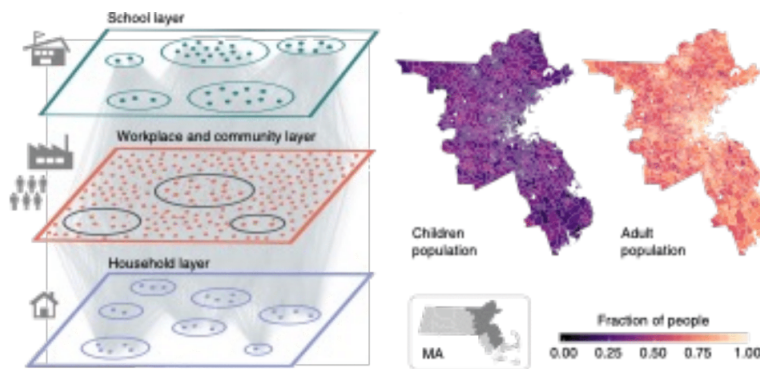 School layer
Workplace and community layer
Household layer
Children
population
Adult
population
MA
Fraction of people
0.00 0.25 0.50 0.75 1.00